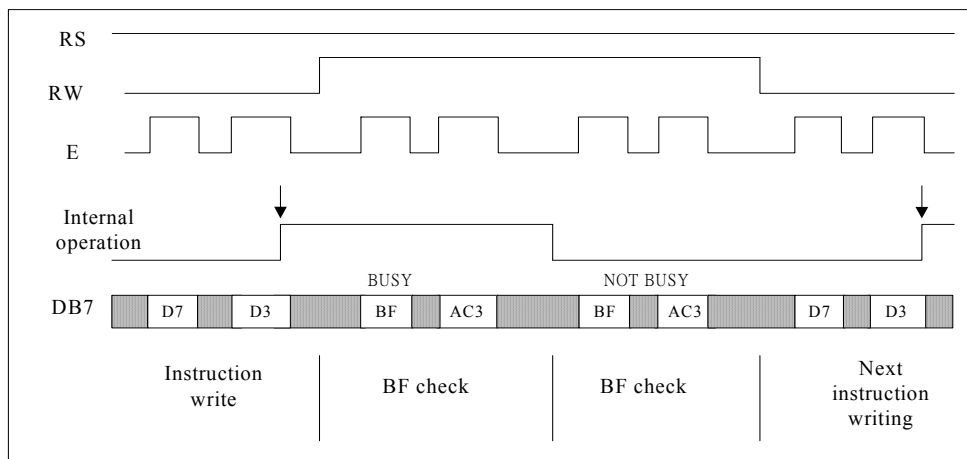 RS
RW
E
Internal
operation
BUSY
NOT BUSY
DB7
D7
D3
BF
AC3
BF
AC3
D7
D3
Instruction
write
BF check
BF check
Next
instruction
writing